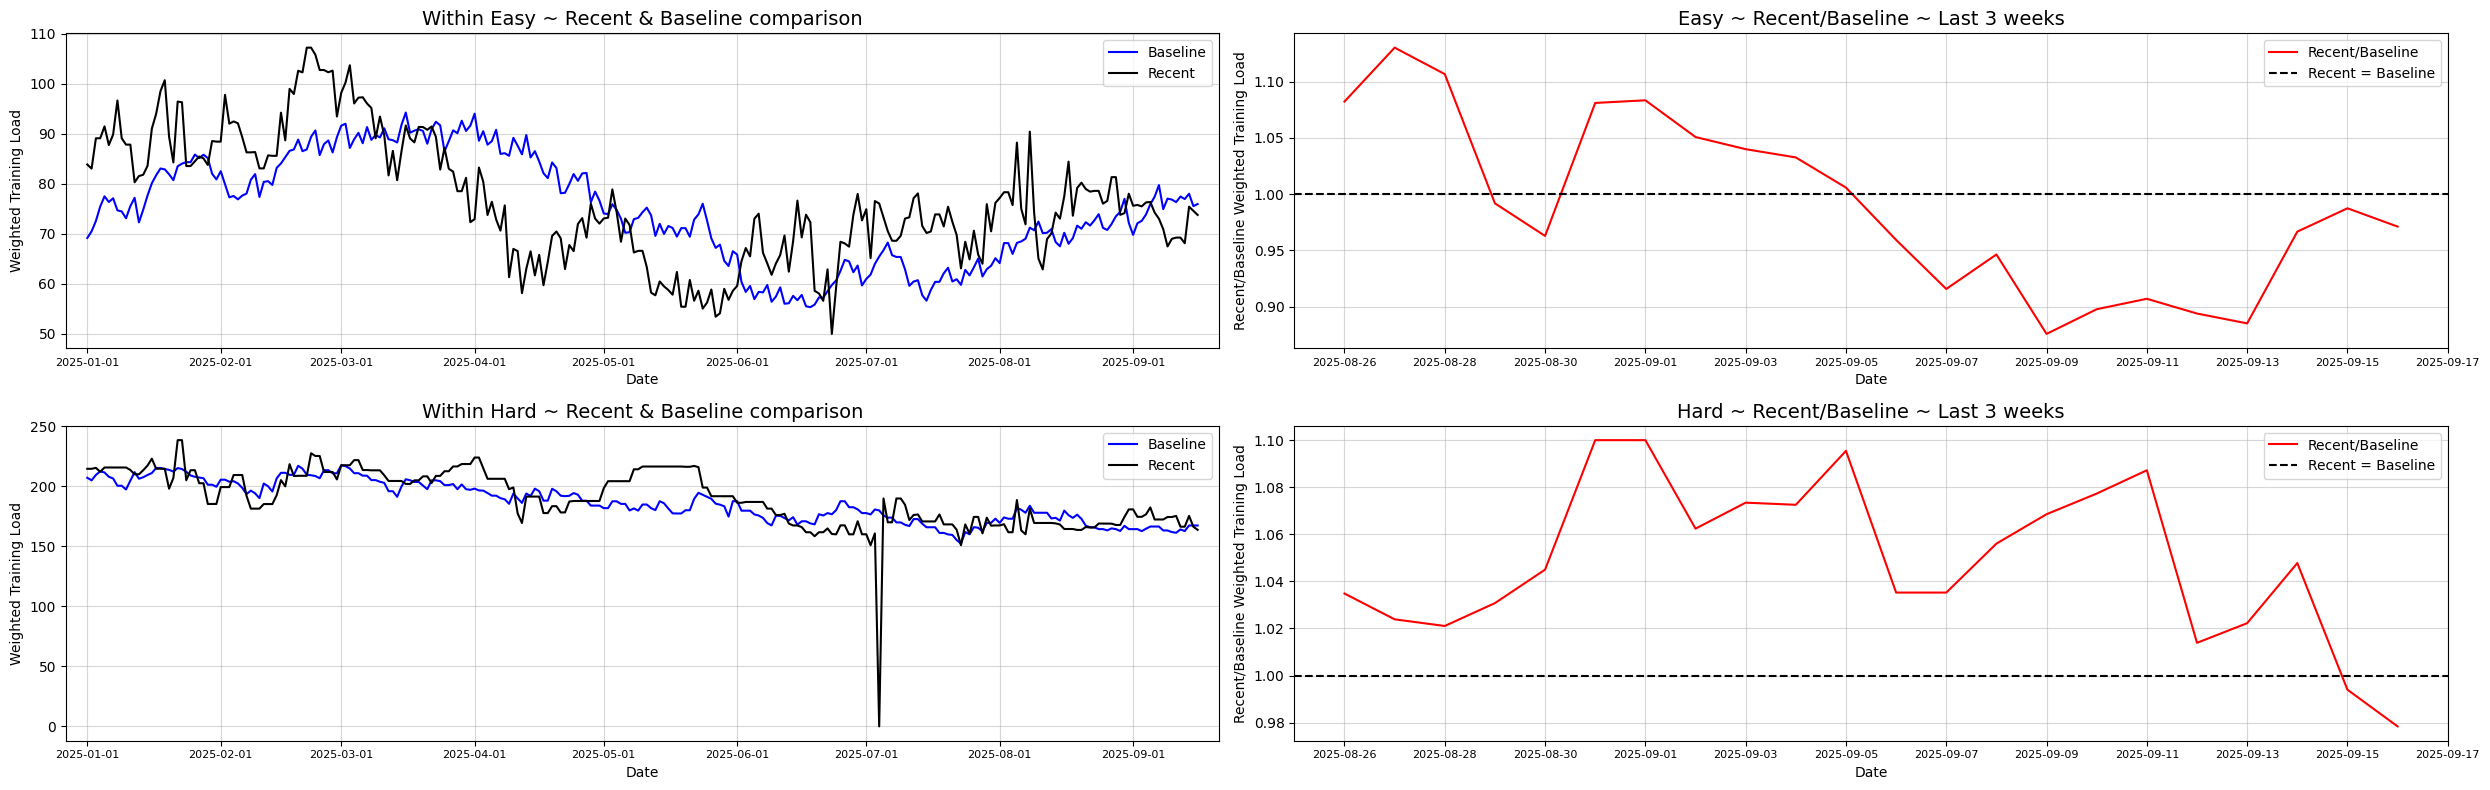 Within Easy ~ Recent & Baseline comparison
Weighted Training Load
110
100
90
80
70
60
50
Baseline
Recent
2025-01-01 2025-02-01 2025-03-01 2025-04-01 2025-05-01 2025-06-01 2025-07-01 2025-08-01 2025-09-01
Date
Easy ~ Recent/Baseline ~ Last 3 weeks
Recent/Baseline Weighted Training Load
1.10
1.05
1.00
0.95
0.90
Recent/Baseline
Recent = Baseline
2025-08-26 2025-08-28 2025-08-30 2025-09-01 2025-09-03 2025-09-05 2025-09-07 2025-09-09 2025-09-11 2025-09-13 2025-09-15 2025-09-17
Date
Within Hard ~ Recent & Baseline comparison
Weighted Training Load
250
200
150
100
50
0
Baseline
Recent
2025-01-01 2025-02-01 2025-03-01 2025-04-01 2025-05-01 2025-06-01 2025-07-01 2025-08-01 2025-09-01
Date
Hard ~ Recent/Baseline ~ Last 3 weeks
Recent/Baseline Weighted Training Load
1.10
1.08
1.06
1.04
1.02
1.00
0.98
Recent/Baseline
Recent = Baseline
2025-08-26 2025-08-28 2025-08-30 2025-09-01 2025-09-03 2025-09-05 2025-09-07 2025-09-09 2025-09-11 2025-09-13 2025-09-15 2025-09-17
Date